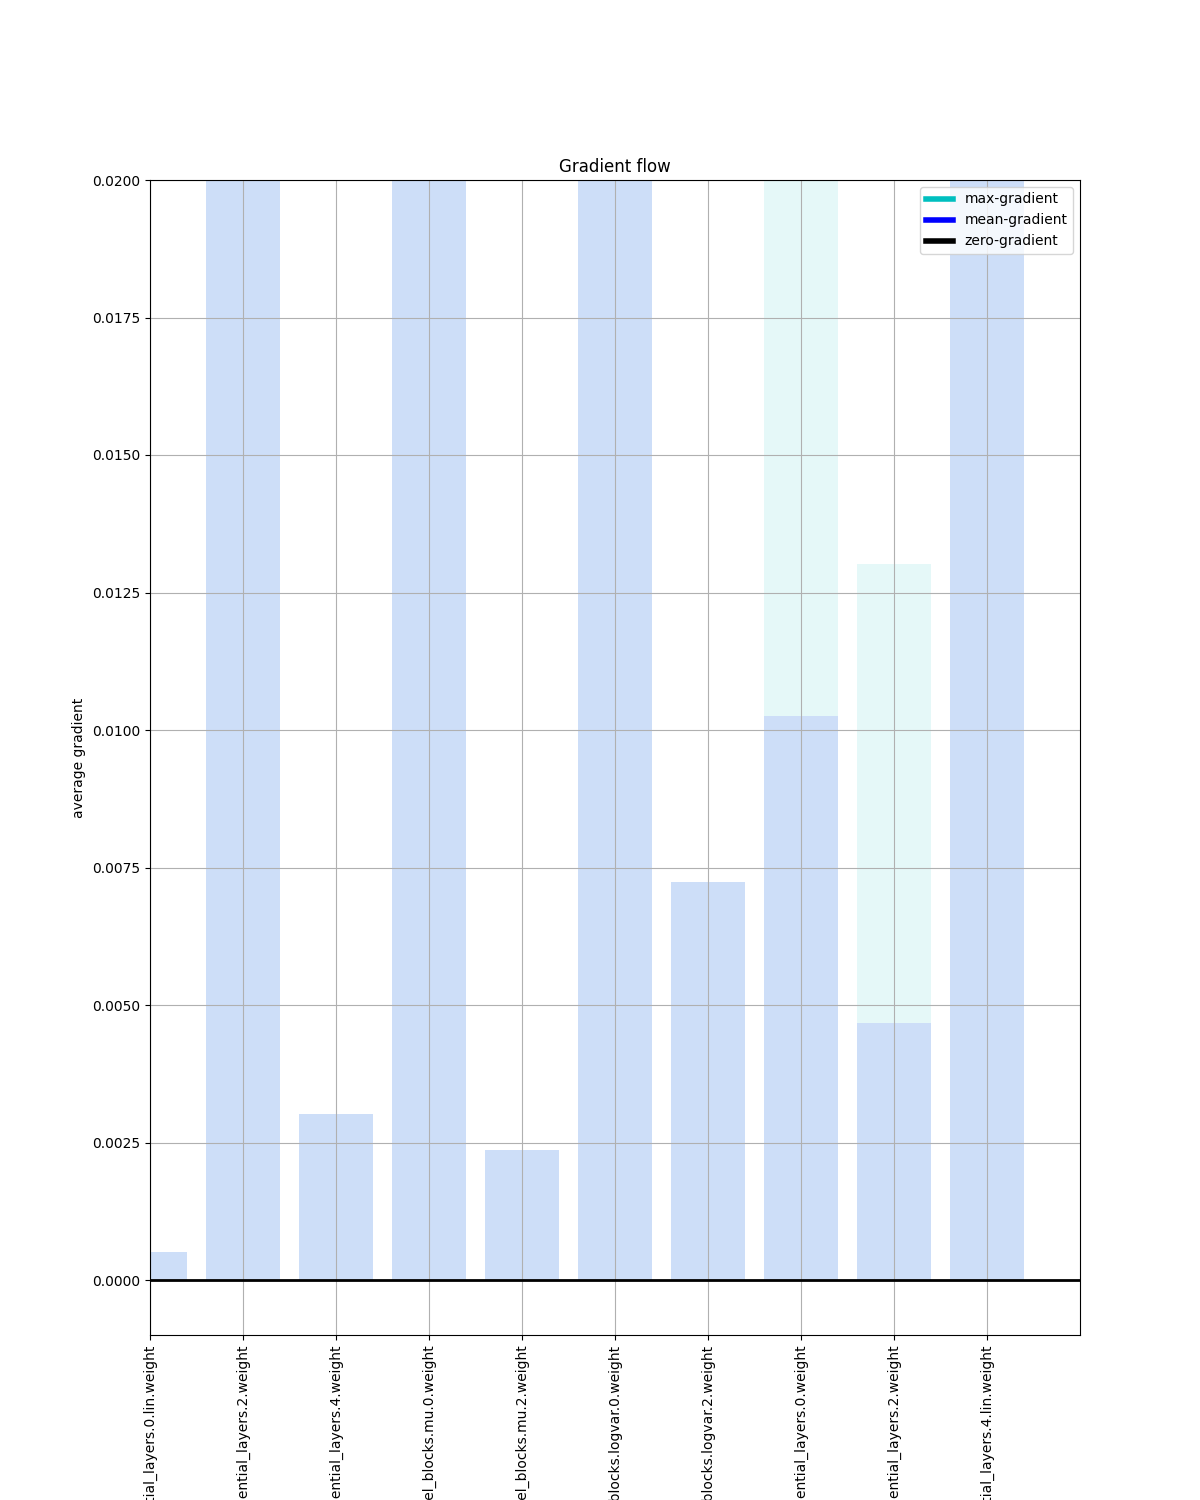 Gradient flow
max-gradient
mean-gradient
zero-gradient
0.0200
0.0175
0.0150
0.0125
0.0100
0.0075
0.0050
0.0025
0.0000
average gradient
tial_layers.0.lin.weight
ential_layers.2.weight
ential_layers.4.weight
el_blocks.mu.0.weight
el_blocks.mu.2.weight
blocks.logvar.0.weight
blocks.logvar.2.weight
ential_layers.0.weight
ential_layers.2.weight
tial_layers.4.lin.weight